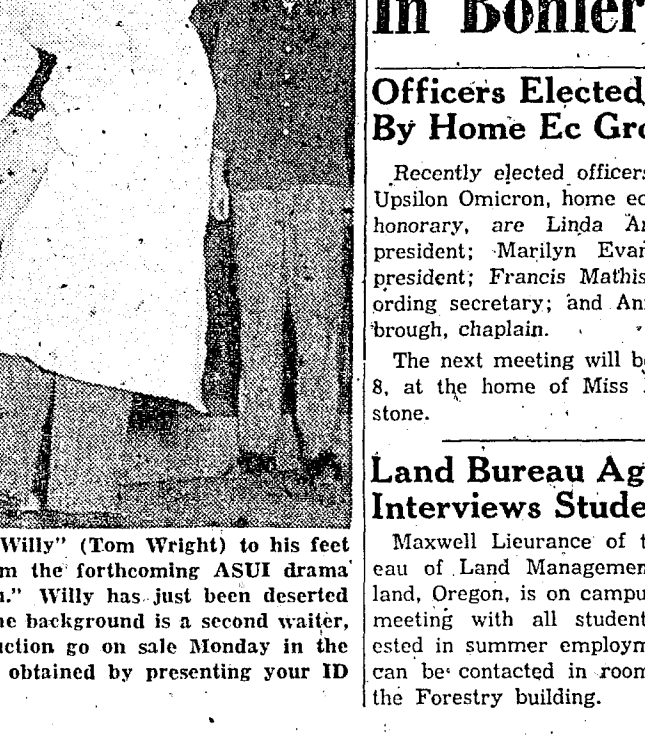 Willy" (Tom Wright) to his feet
m the forthcoming ASUI drama
." Willy has just been deserted
e background is a second waiter,
uction go on sale Monday in the
obtained by presenting your ID
In Bohler
Officers Elected
By Home Ec Gro
Recently elected officers
Upsilon Omicron, home ec
honorary, are Linda Ar
president; Marilyn Evan
president; Francis Mathis
ording secretary; and An
brough, chaplain.
The next meeting will be
8, at the home of Miss
stone.
Land Bureau Ag
Interviews Stude
Maxwell Lieurance of t
eau of Land Managemen
land, Oregon, is on campu
meeting with all student
ested in summer employm
can be contacted in room
the Forestry building.